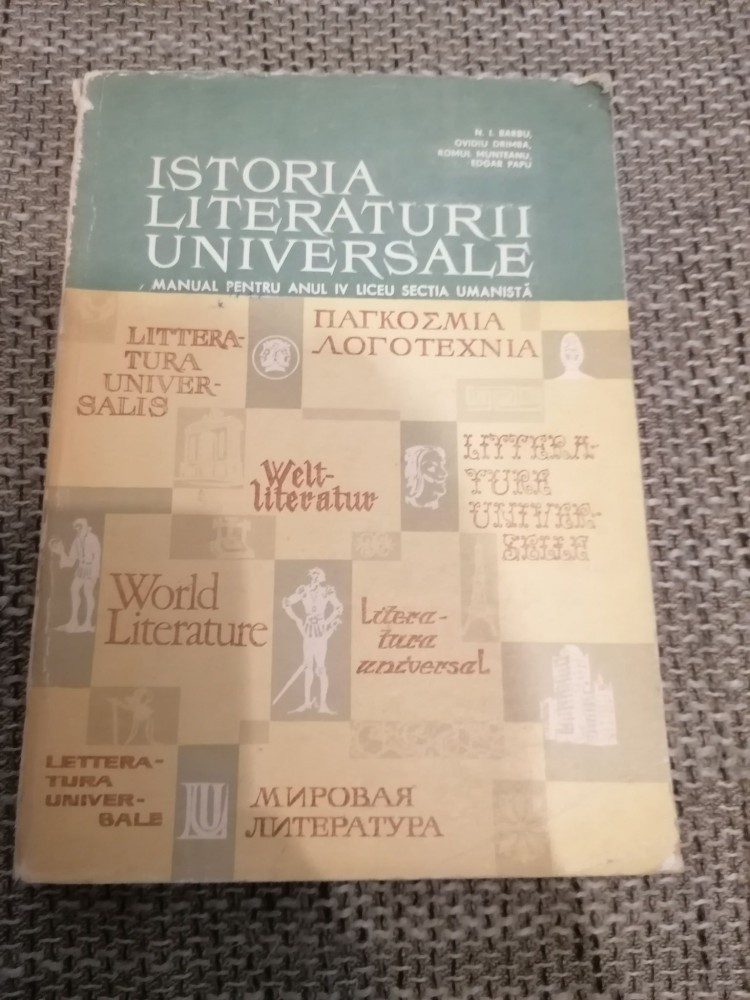 N. I. BARBU,
OVIDIU DRIMBA,
ROMUL MUNTEANU,
EDGAR PAPU
ISTORIA
LITERATURII
UNIVERSALE
MANUAL PENTRU ANUL IV LICEU SECȚIA UMANISTĂ
LITTERA-
TURA
UNIVER-
SALIS
ΠΑΓΚΟΣΜΙΑ
ΛΟΓΟΤΕΧΝΙΑ
Welt-
literatur
LITTERA-
TURE
UNIVER-
SELLE
World
Literature
Litera-
tura
universal
LETTERA-
TURA
UNIVER-
SALE
LU
МИРОВАЯ
ЛИТЕРАТУРА